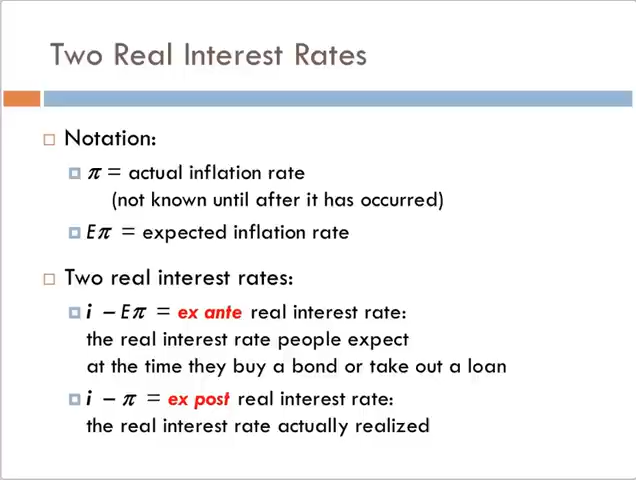 Two Real Interest Rates
Notation:
π = actual inflation rate
(not known until after it has occurred)
Eπ = expected inflation rate
Two real interest rates:
i – Eπ = ex ante real interest rate:
the real interest rate people expect
at the time they buy a bond or take out a loan
i – π = ex post real interest rate:
the real interest rate actually realized